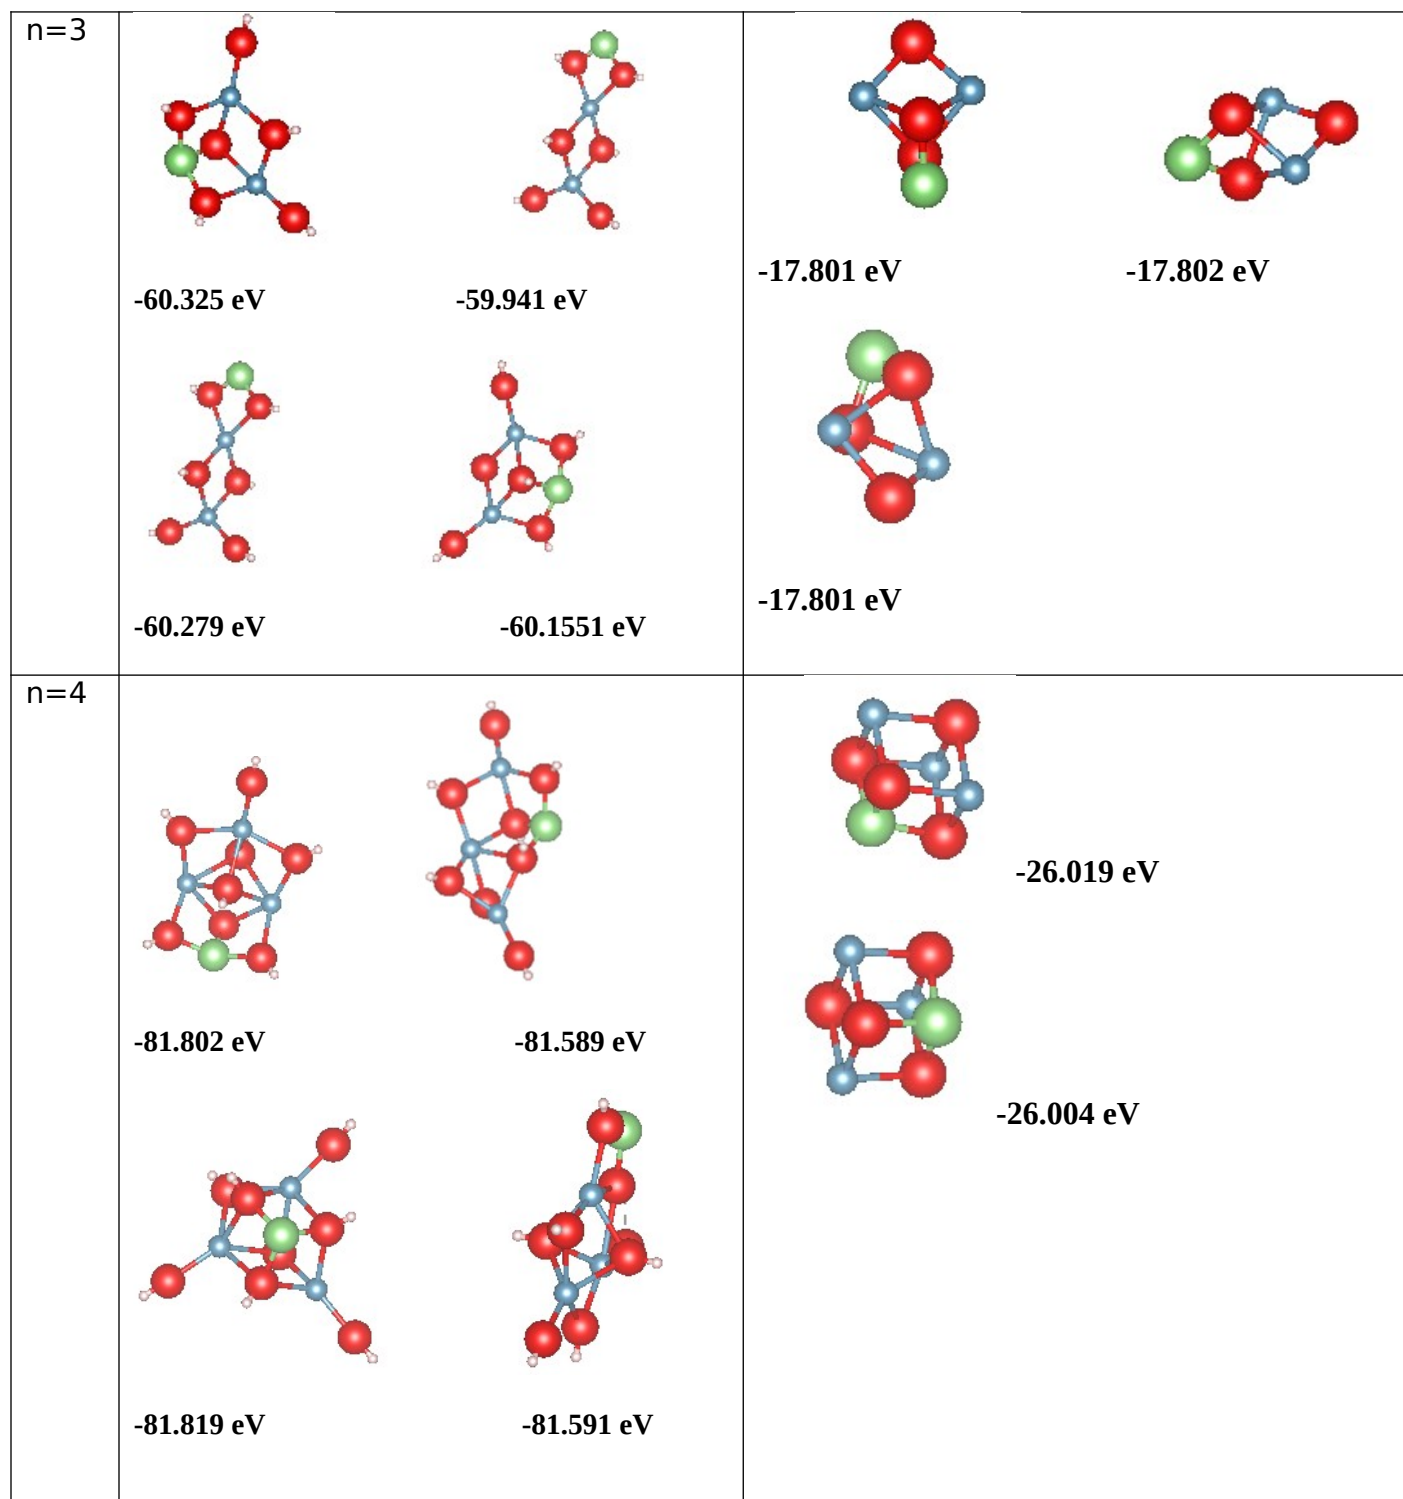 n=3
-60.325 eV
-59.941 eV
-17.801 eV
-17.802 eV
-60.279 eV
-60.1551 eV
-17.801 eV
n=4
-81.802 eV
-81.589 eV
-26.019 eV
-26.004 eV
-81.819 eV
-81.591 eV